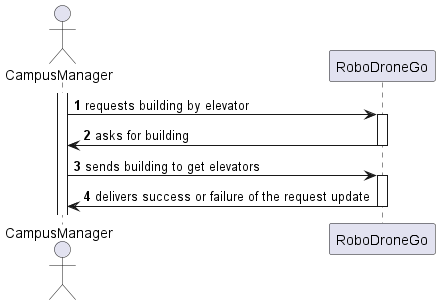 CampusManager
RoboDroneGo
1 requests building by elevator
2 asks for building
3 sends building to get elevators
4 delivers success or failure of the request update
CampusManager
RoboDroneGo